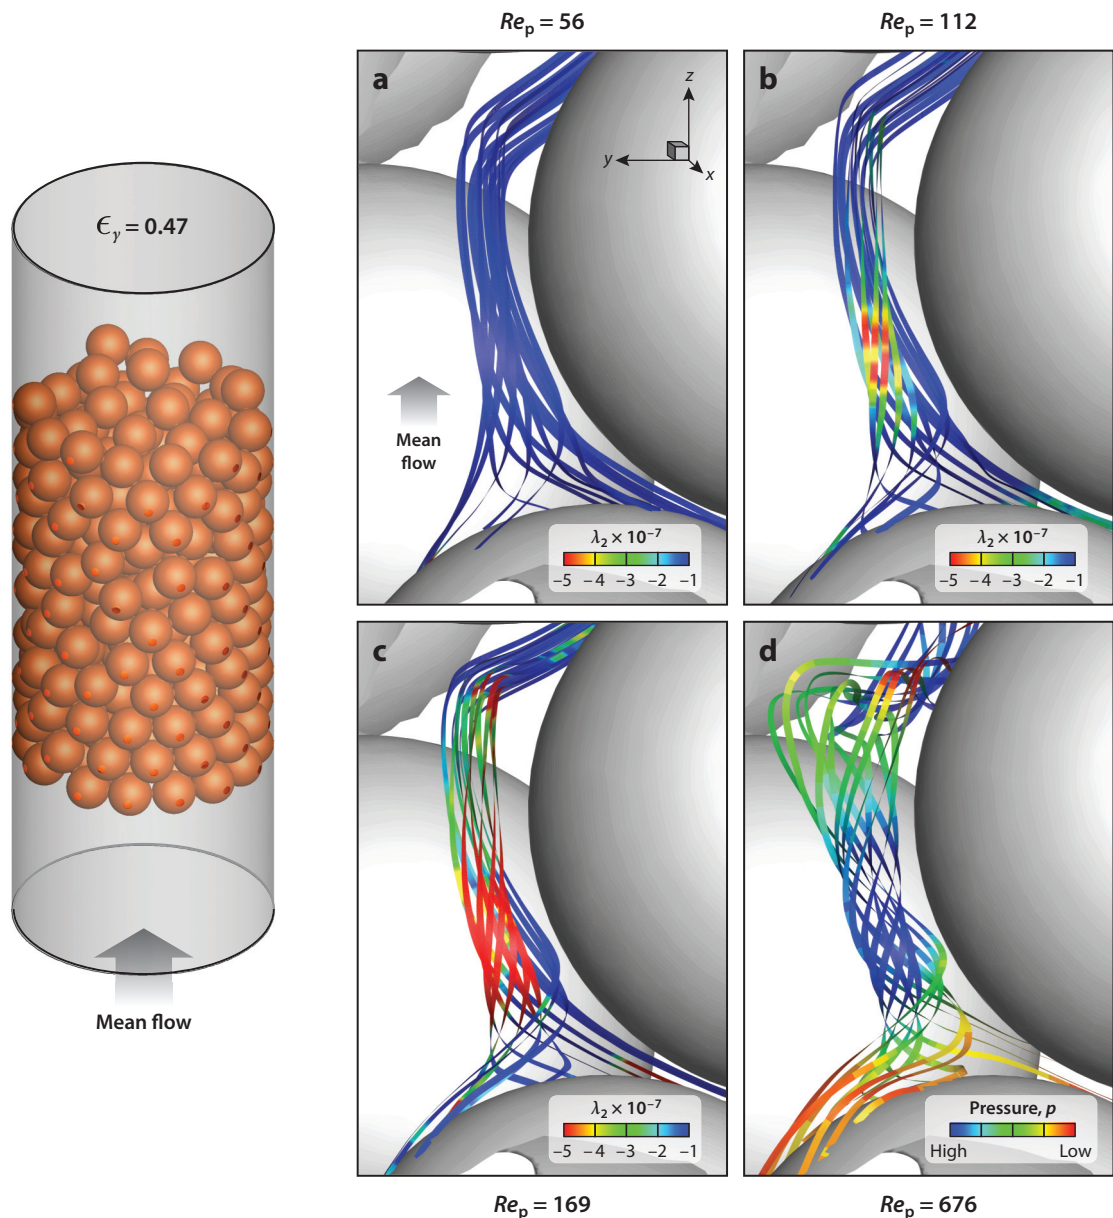 Re_p = 56
Re_p = 112
a
z
y
x
Mean
flow
λ₂ × 10⁻⁷
–5 –4 –3 –2 –1
b
λ₂ × 10⁻⁷
–5 –4 –3 –2 –1
ϵ_γ = 0.47
Mean flow
c
λ₂ × 10⁻⁷
–5 –4 –3 –2 –1
d
Pressure, p
High Low
Re_p = 169
Re_p = 676